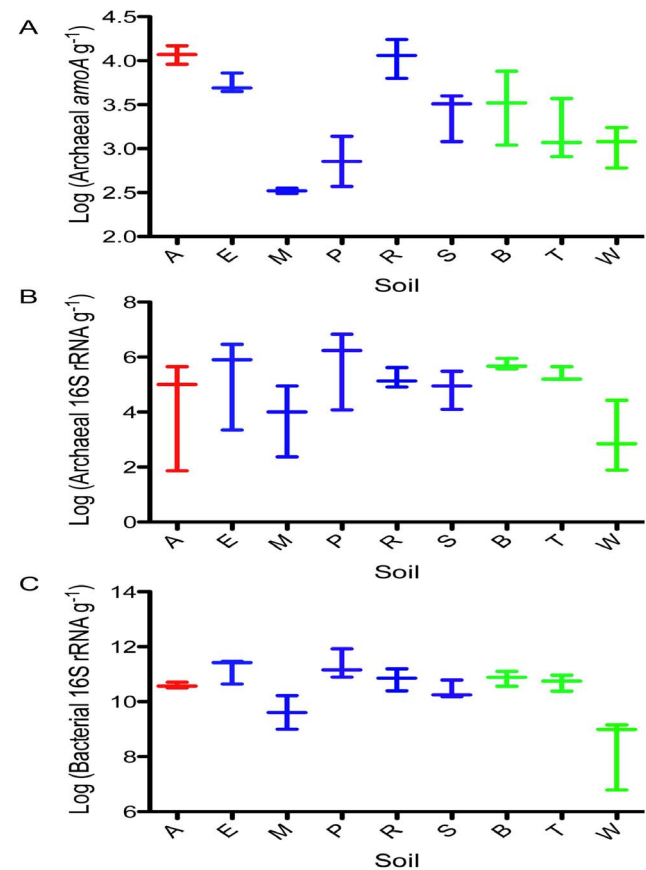 A
Log (Archaeal amoA g-1)
4.5
4.0
3.5
3.0
2.5
2.0
A E M P R S B T W
Soil
B
Log (Archaeal 16S rRNA g-1)
8
6
4
2
0
A E M P R S B T W
Soil
C
Log (Bacterial 16S rRNA g-1)
14
12
10
8
6
A E M P R S B T W
Soil